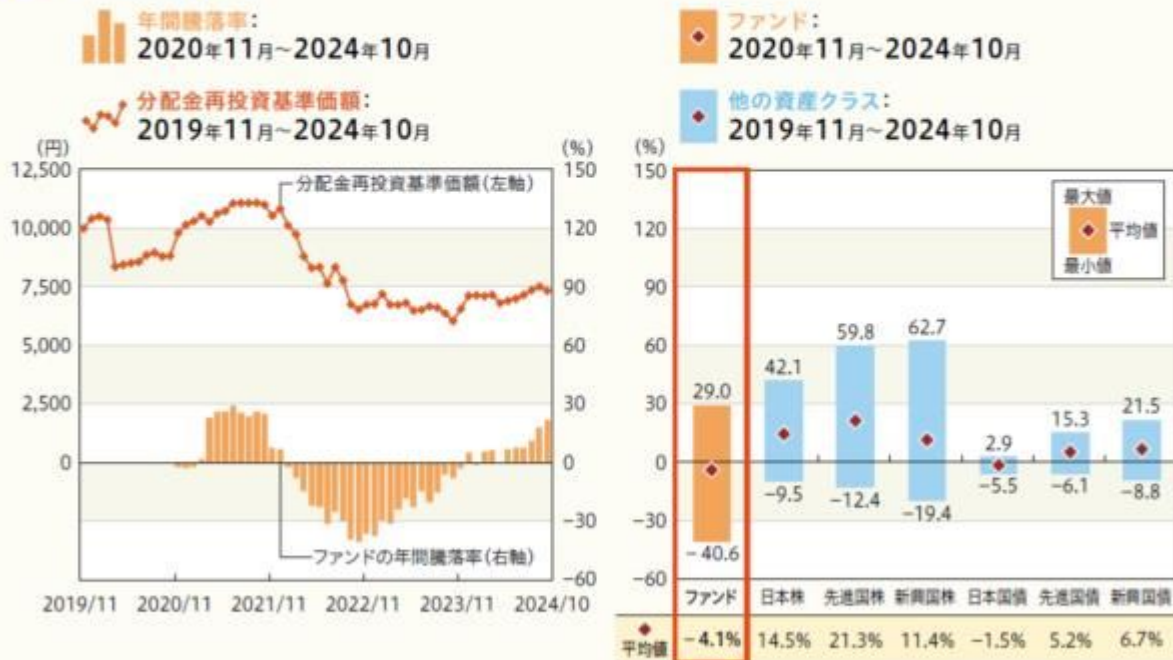 年間騰落率：
2020年11月～2024年10月
分配金再投資基準価額：
2019年11月～2024年10月
(円)
(%)
12,500
10,000
7,500
5,000
2,500
0
150
120
90
60
30
0
−30
−60
分配金再投資基準価額（左軸）
ファンドの年間騰落率（右軸）
2019/11 2020/11 2021/11 2022/11 2023/11 2024/10
ファンド：
2020年11月～2024年10月
他の資産クラス：
2019年11月～2024年10月
(%)
150
120
90
60
30
0
−30
−60
最大値
平均値
最小値
29.0
−40.6
42.1
−9.5
59.8
−12.4
62.7
−19.4
2.9
−5.5
15.3
−6.1
21.5
−8.8
ファンド 日本株 先進国株 新興国株 日本国債 先進国債 新興国債
平均値 −4.1% 14.5% 21.3% 11.4% −1.5% 5.2% 6.7%